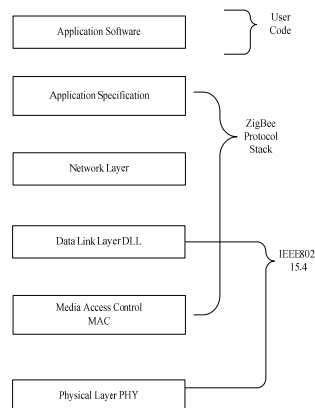 User
Code
Application Software
Application Specification
ZigBee
Protocol
Stack
Network Layer
Data Link Layer DLL
IEEE802
15.4
Media Access Control
MAC
Physical Layer PHY